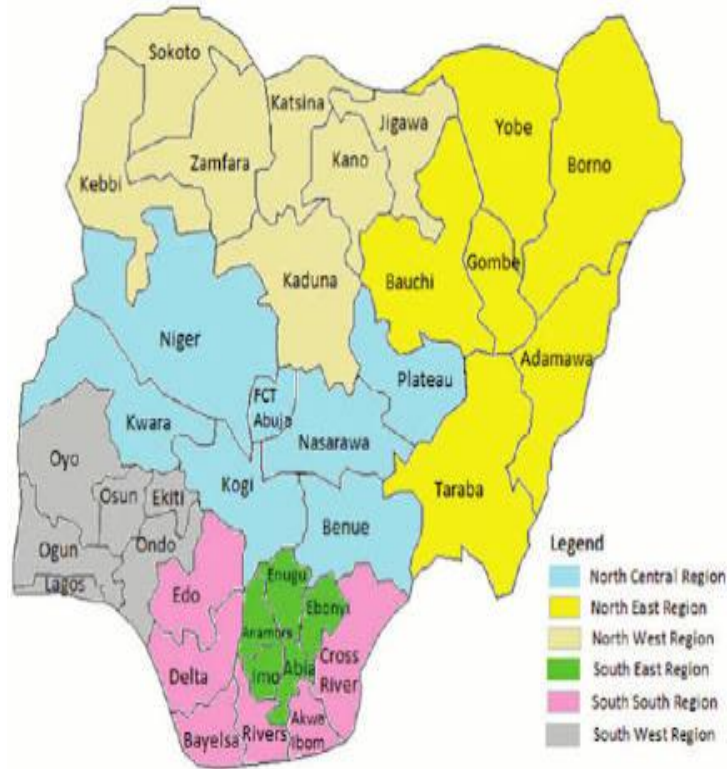 Sokoto
Katsina
Jigawa
Yobe
Borno
Zamfara
Kano
Kebbi
Kaduna
Bauchi
Gombe
Niger
Adamawa
Plateau
FCT
Abuja
Kwara
Nasarawa
Oyo
Kogi
Taraba
Osun
Ekiti
Benue
Ogun
Ondo
Lagos
Edo
Enugu
Ebonyi
Anambra
Imo
Abia
Cross
River
Delta
Bayelsa
Rivers
Akwa
Ibom
Legend
North Central Region
North East Region
North West Region
South East Region
South South Region
South West Region